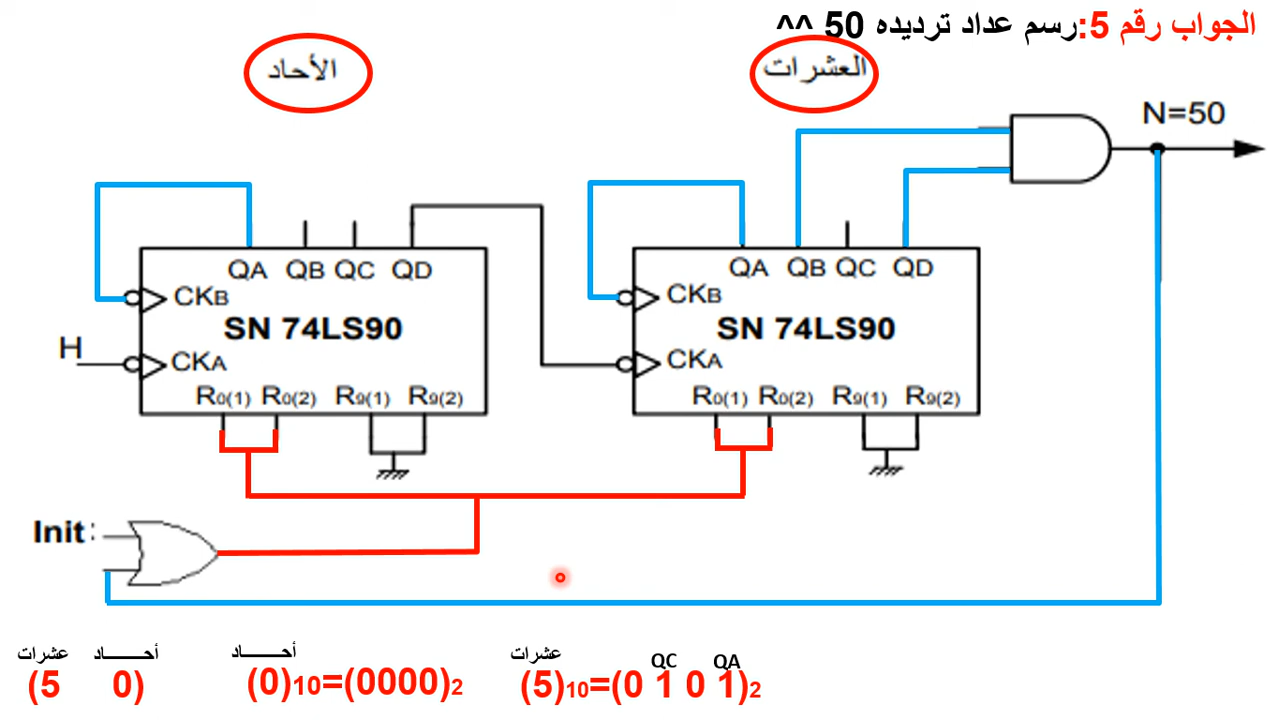 الجواب رقم 5:رسم عداد ترديده 50 ^^
الأحاد
العشرات
N=50
QA QB QC QD
QA QB QC QD
CKB
CKB
SN 74LS90
SN 74LS90
H
CKA
CKA
R0(1) R0(2) R9(1) R9(2)
R0(1) R0(2) R9(1) R9(2)
Init :
عشرات أحــــــاد
(5 0)
أحــــــاد
(0)10=(0000)2
عشرات
QC QA
(5)10=(0 1 0 1)2